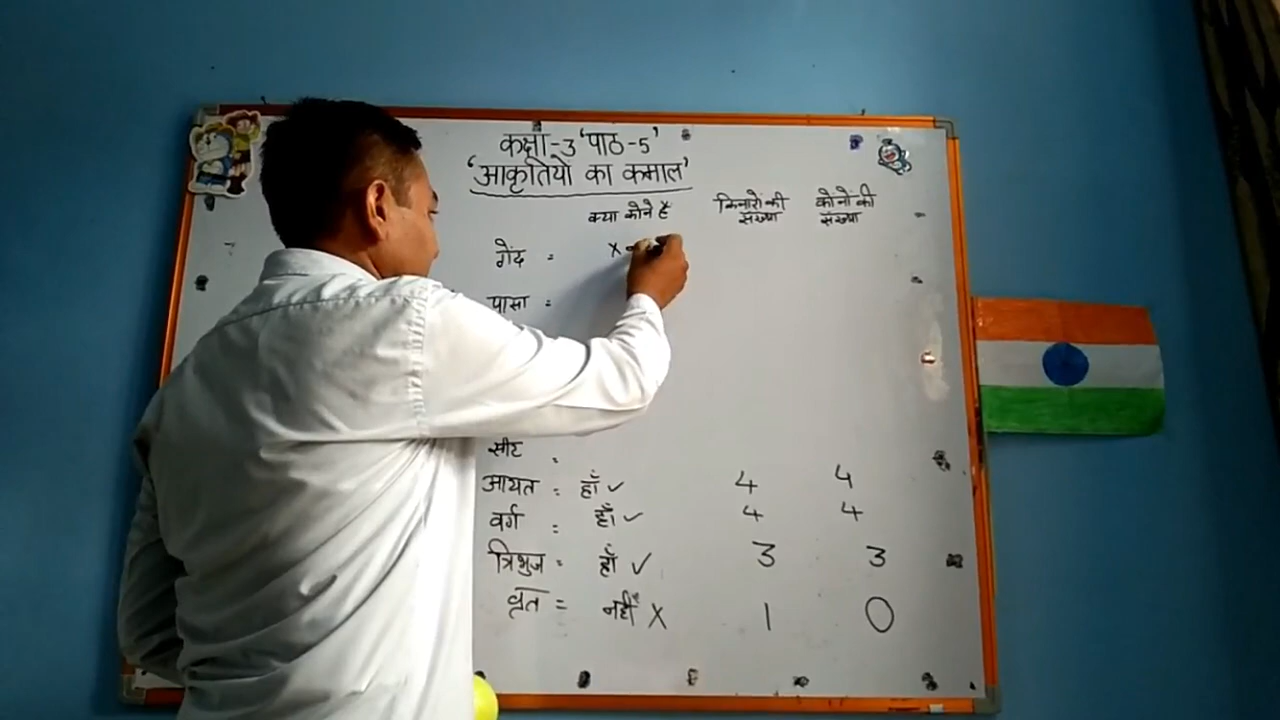 कक्षा-3 'पाठ-5'
'आकृतियो का कमाल'
क्या कोने है किनारों की संख्या कोनों की संख्या
गेंद = x
पासा =
सीट =
आयत = हाँ ✓ 4 4
वर्ग = हाँ ✓ 4 4
त्रिभुज = हाँ ✓ 3 3
वृत = नहीं X 1 0